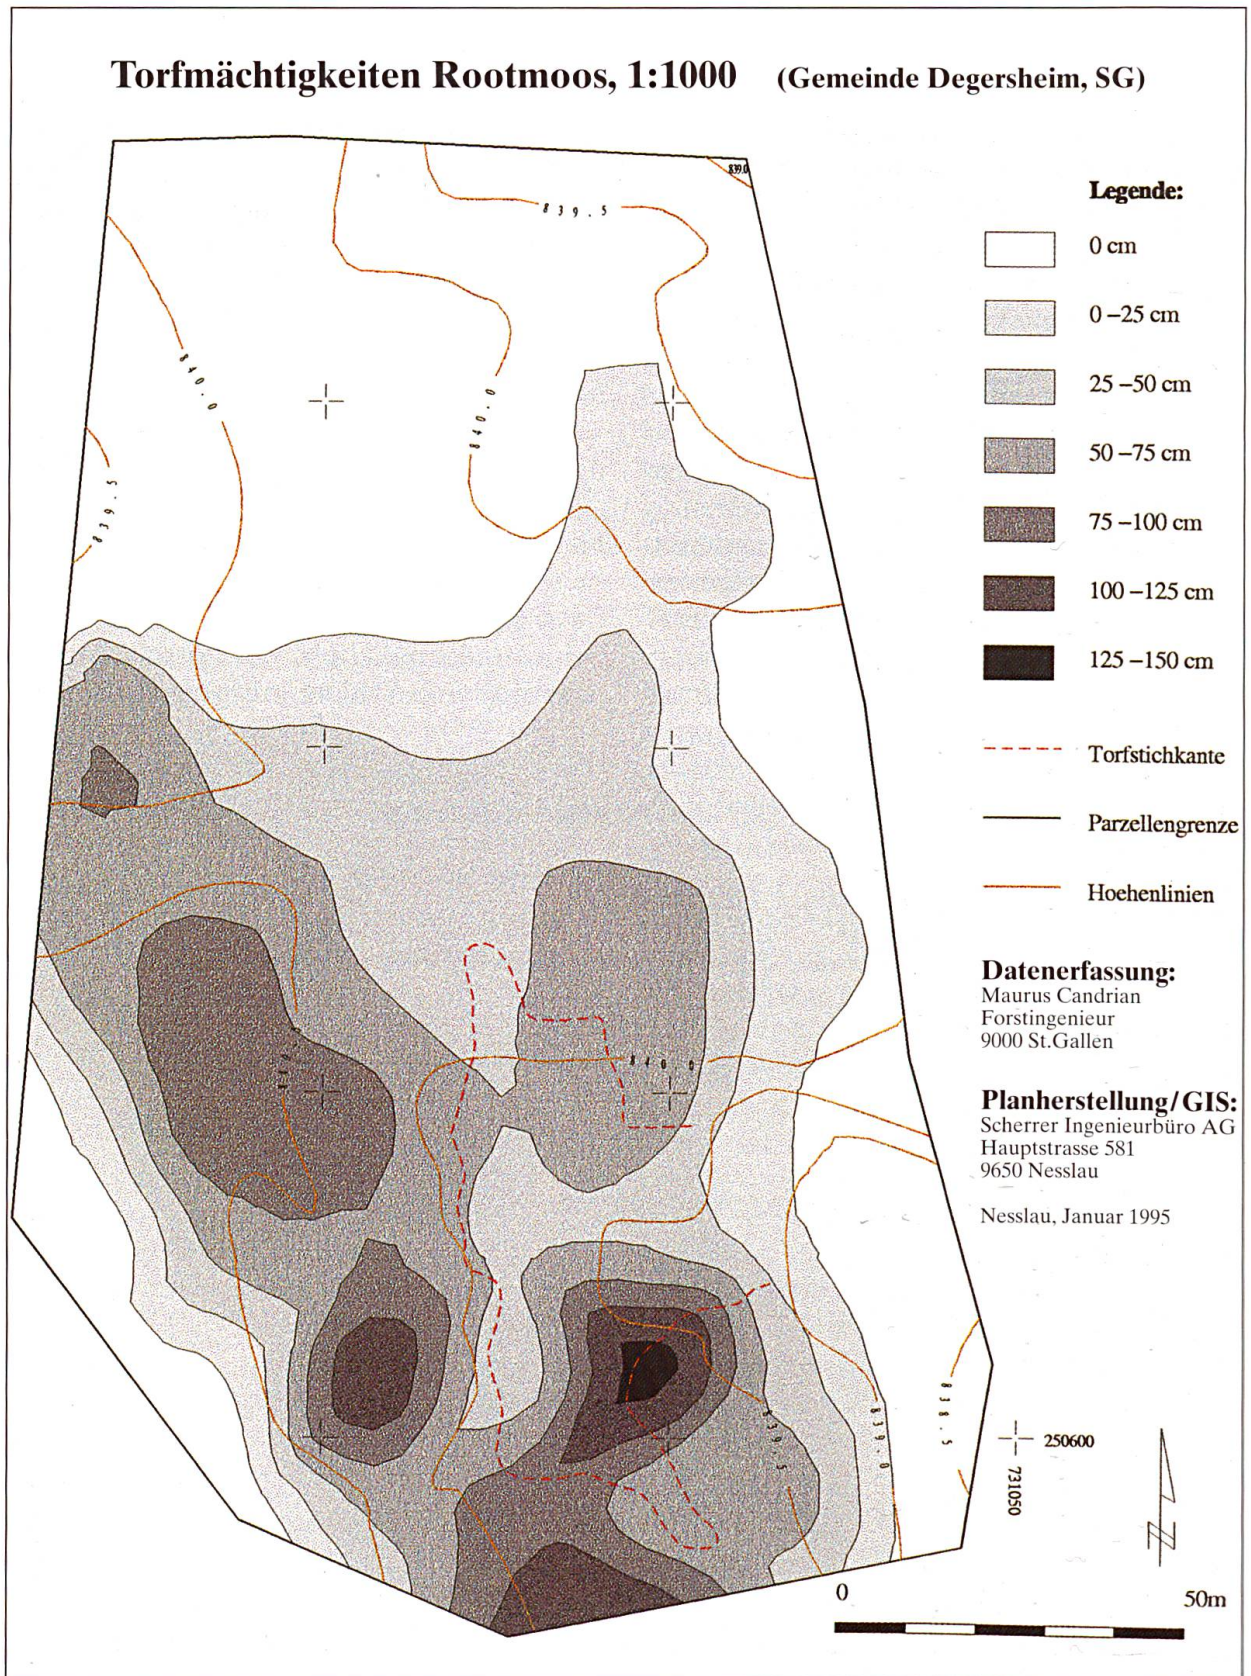 Torfmächtigkeiten Rootmoos, 1:1000 (Gemeinde Degersheim, SG)
839.0
839.5
840.0
840.0
839.5
840.0
839.5
839.0
838.5
Legende:
0 cm
0 –25 cm
25 –50 cm
50 –75 cm
75 –100 cm
100 –125 cm
125 –150 cm
Torfstichkante
Parzellengrenze
Hoehenlinien
Datenerfassung:
Maurus Candrian
Forstingenieur
9000 St.Gallen
Planherstellung/GIS:
Scherrer Ingenieurbüro AG
Hauptstrasse 581
9650 Nesslau
Nesslau, Januar 1995
250600
731050
0 50m